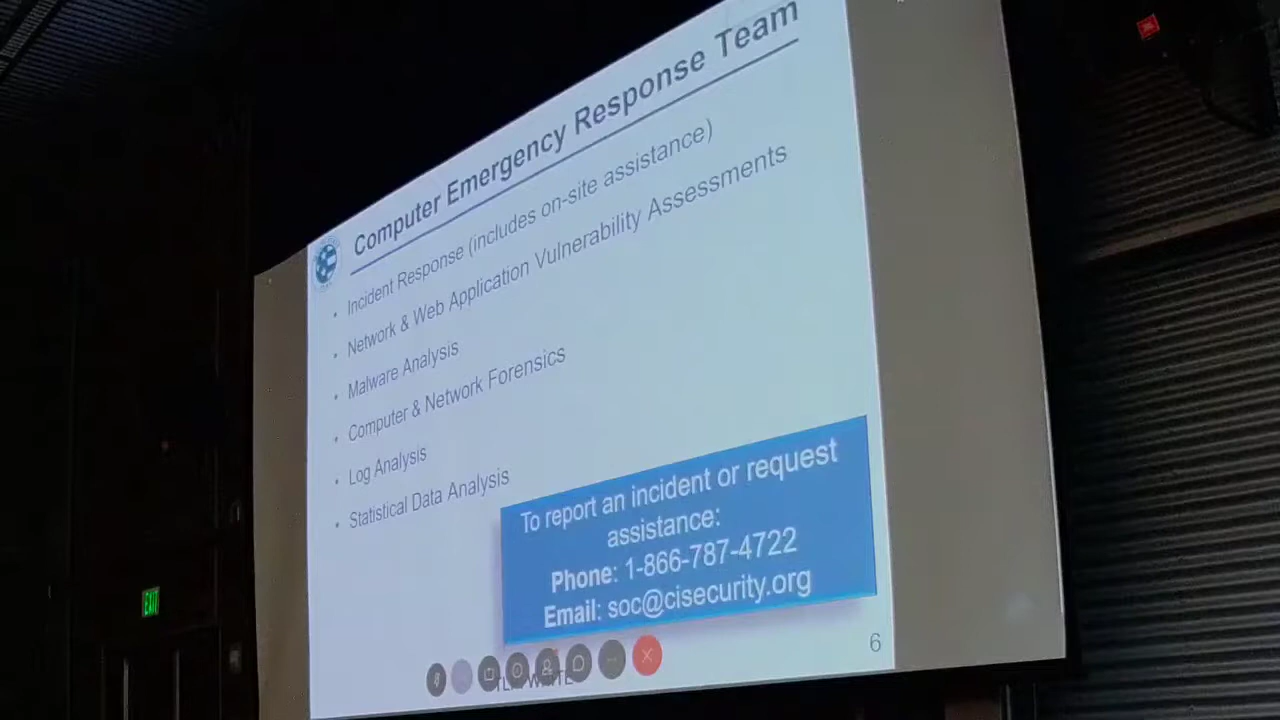 Computer Emergency Response Team
• Incident Response (includes on-site assistance)
• Network & Web Application Vulnerability Assessments
• Malware Analysis
• Computer & Network Forensics
• Log Analysis
• Statistical Data Analysis
To report an incident or request
assistance:
Phone: 1-866-787-4722
Email: soc@cisecurity.org
6
EXIT